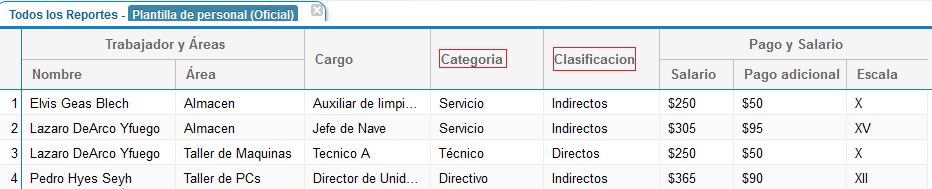 Todos los Reportes - Plantilla de personal (Oficial)
Trabajador y Áreas Cargo Categoria Clasificacion Pago y Salario
Nombre Área Salario Pago adicional Escala
1 Elvis Geas Blech Almacen Auxiliar de limpi... Servicio Indirectos $250 $50 X
2 Lazaro DeArco Yfuego Almacen Jefe de Nave Servicio Indirectos $305 $95 XV
3 Lazaro DeArco Yfuego Taller de Maquinas Tecnico A Técnico Directos $250 $50 X
4 Pedro Hyes Seyh Taller de PCs Director de Unid... Directivo Indirectos $365 $90 XII